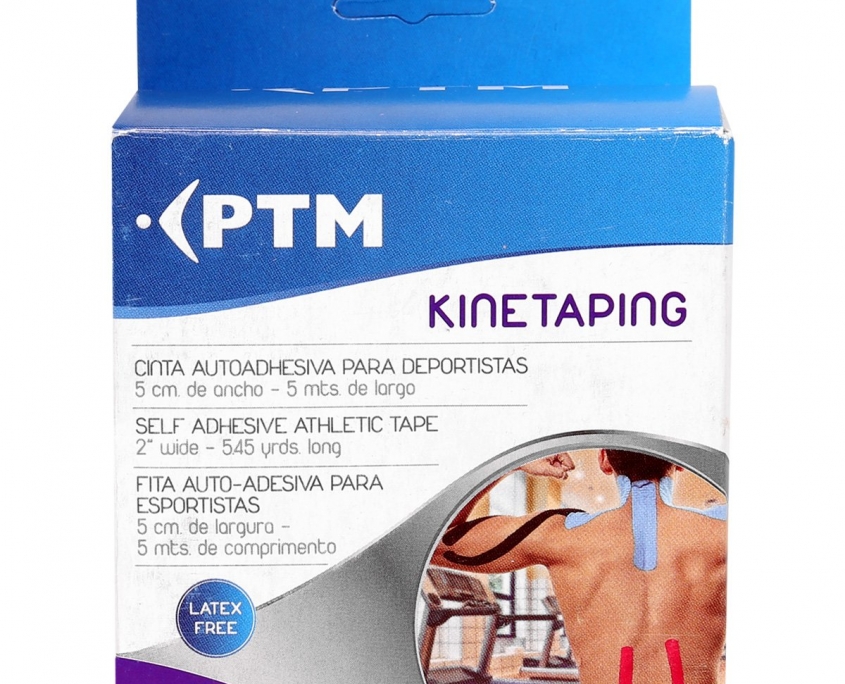 PTM
KINETAPING
CINTA AUTOADHESIVA PARA DEPORTISTAS
5 cm. de ancho - 5 mts. de largo
SELF ADHESIVE ATHLETIC TAPE
2" wide - 5.45 yrds. long
FITA AUTO-ADESIVA PARA
ESPORTISTAS
5 cm. de largura -
5 mts. de comprimento
LATEX
FREE